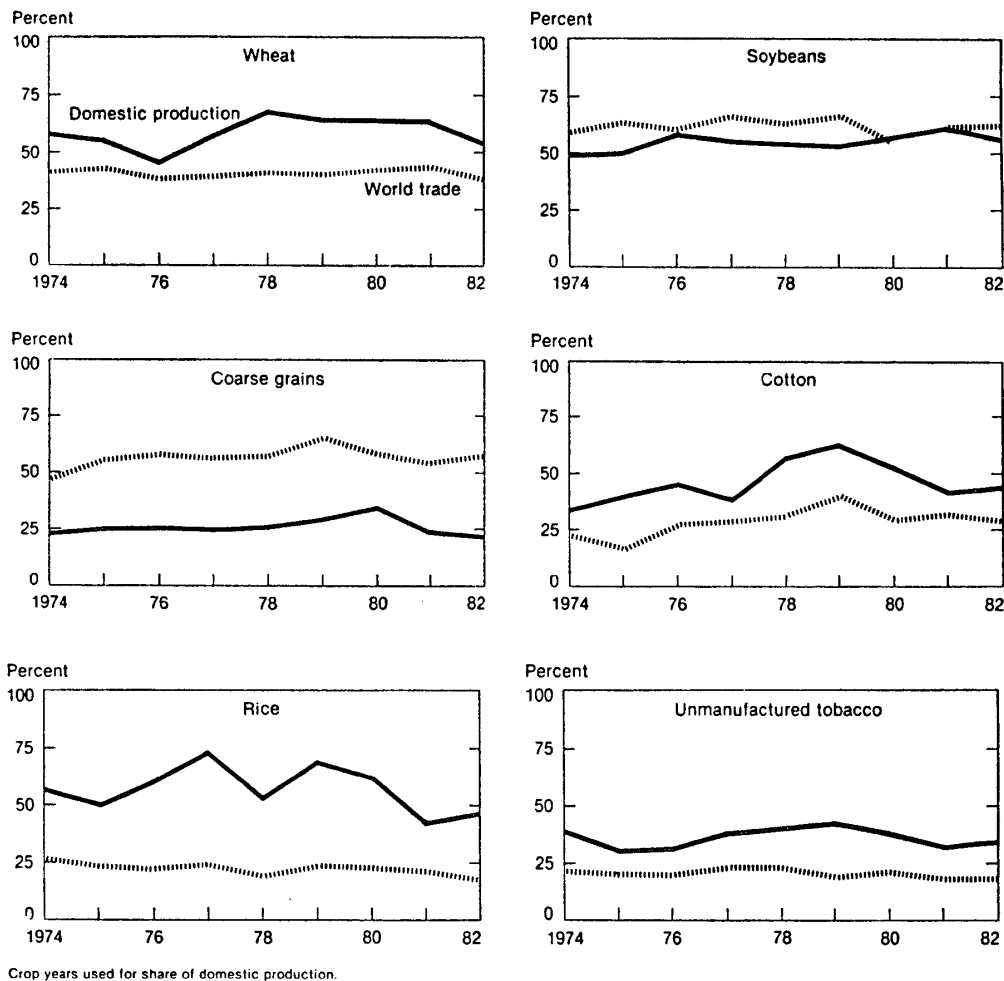 Percent
100
Wheat
75
Domestic production
50
World trade
25
0
1974 76 78 80 82
Percent
100
Soybeans
75
50
25
0
1974 76 78 80 82
Percent
100
Coarse grains
75
50
25
0
1974 76 78 80 82
Percent
100
Cotton
75
50
25
0
1974 76 78 80 82
Percent
100
Rice
75
50
25
0
1974 76 78 80 82
Percent
100
Unmanufactured tobacco
75
50
25
0
1974 76 78 80 82
Crop years used for share of domestic production.